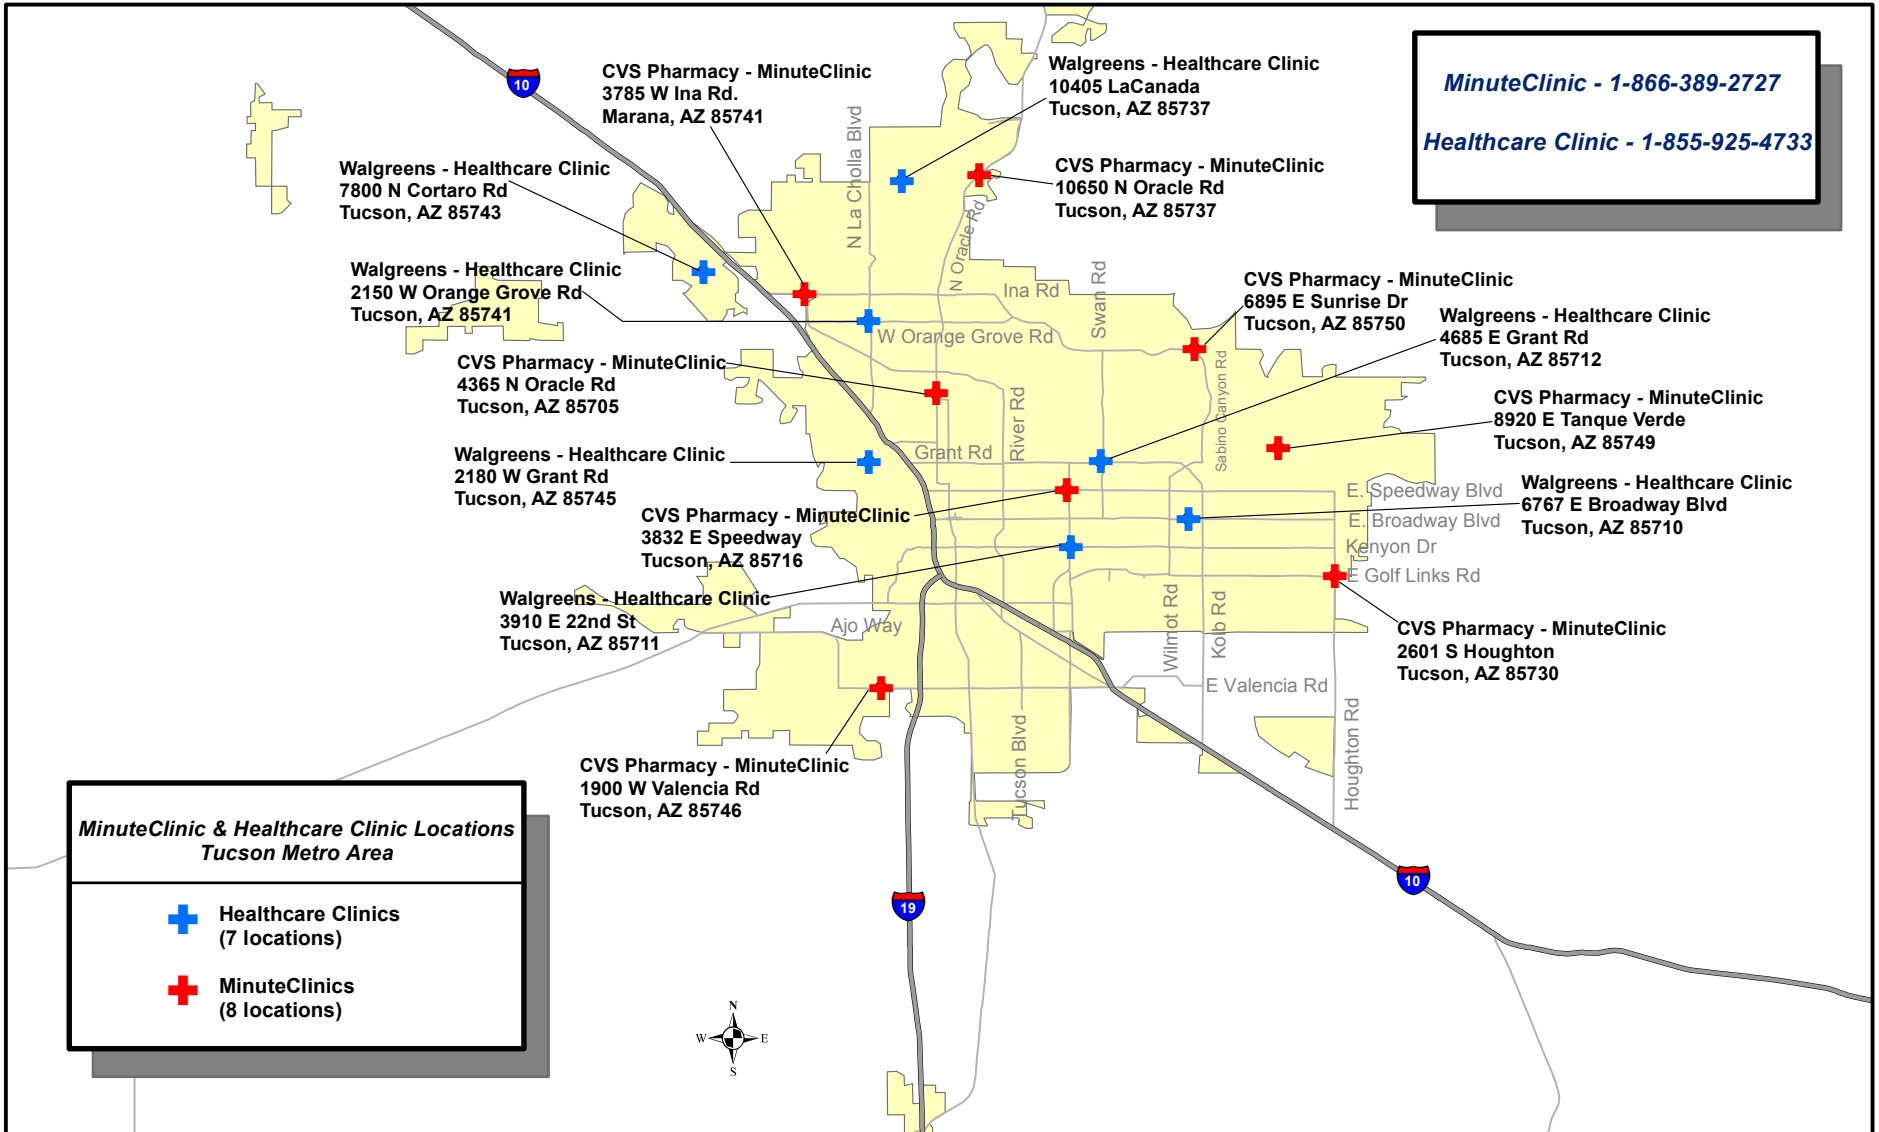 10
CVS Pharmacy - MinuteClinic
3785 W Ina Rd.
Marana, AZ 85741
Walgreens - Healthcare Clinic
10405 LaCanada
Tucson, AZ 85737
MinuteClinic - 1-866-389-2727
Healthcare Clinic - 1-855-925-4733
Walgreens - Healthcare Clinic
7800 N Cortaro Rd
Tucson, AZ 85743
N La Cholla Blvd
CVS Pharmacy - MinuteClinic
10650 N Oracle Rd
Tucson, AZ 85737
N Oracle Rd
Walgreens - Healthcare Clinic
2150 W Orange Grove Rd
Tucson, AZ 85741
Ina Rd
Swan Rd
W Orange Grove Rd
CVS Pharmacy - MinuteClinic
6895 E Sunrise Dr
Tucson, AZ 85750
Walgreens - Healthcare Clinic
4685 E Grant Rd
Tucson, AZ 85712
CVS Pharmacy - MinuteClinic
4365 N Oracle Rd
Tucson, AZ 85705
River Rd
Sabino Canyon Rd
CVS Pharmacy - MinuteClinic
8920 E Tanque Verde
Tucson, AZ 85749
Walgreens - Healthcare Clinic
2180 W Grant Rd
Tucson, AZ 85745
Grant Rd
E. Speedway Blvd
E. Broadway Blvd
Kenyon Dr
E Golf Links Rd
Walgreens - Healthcare Clinic
6767 E Broadway Blvd
Tucson, AZ 85710
CVS Pharmacy - MinuteClinic
3832 E Speedway
Tucson, AZ 85716
Walgreens - Healthcare Clinic
3910 E 22nd St
Tucson, AZ 85711
Ajo Way
Wilmot Rd
Kolb Rd
CVS Pharmacy - MinuteClinic
2601 S Houghton
Tucson, AZ 85730
E Valencia Rd
Tucson Blvd
Houghton Rd
CVS Pharmacy - MinuteClinic
1900 W Valencia Rd
Tucson, AZ 85746
MinuteClinic & Healthcare Clinic Locations
Tucson Metro Area
Healthcare Clinics
(7 locations)
MinuteClinics
(8 locations)
19
10
N
W
E
S